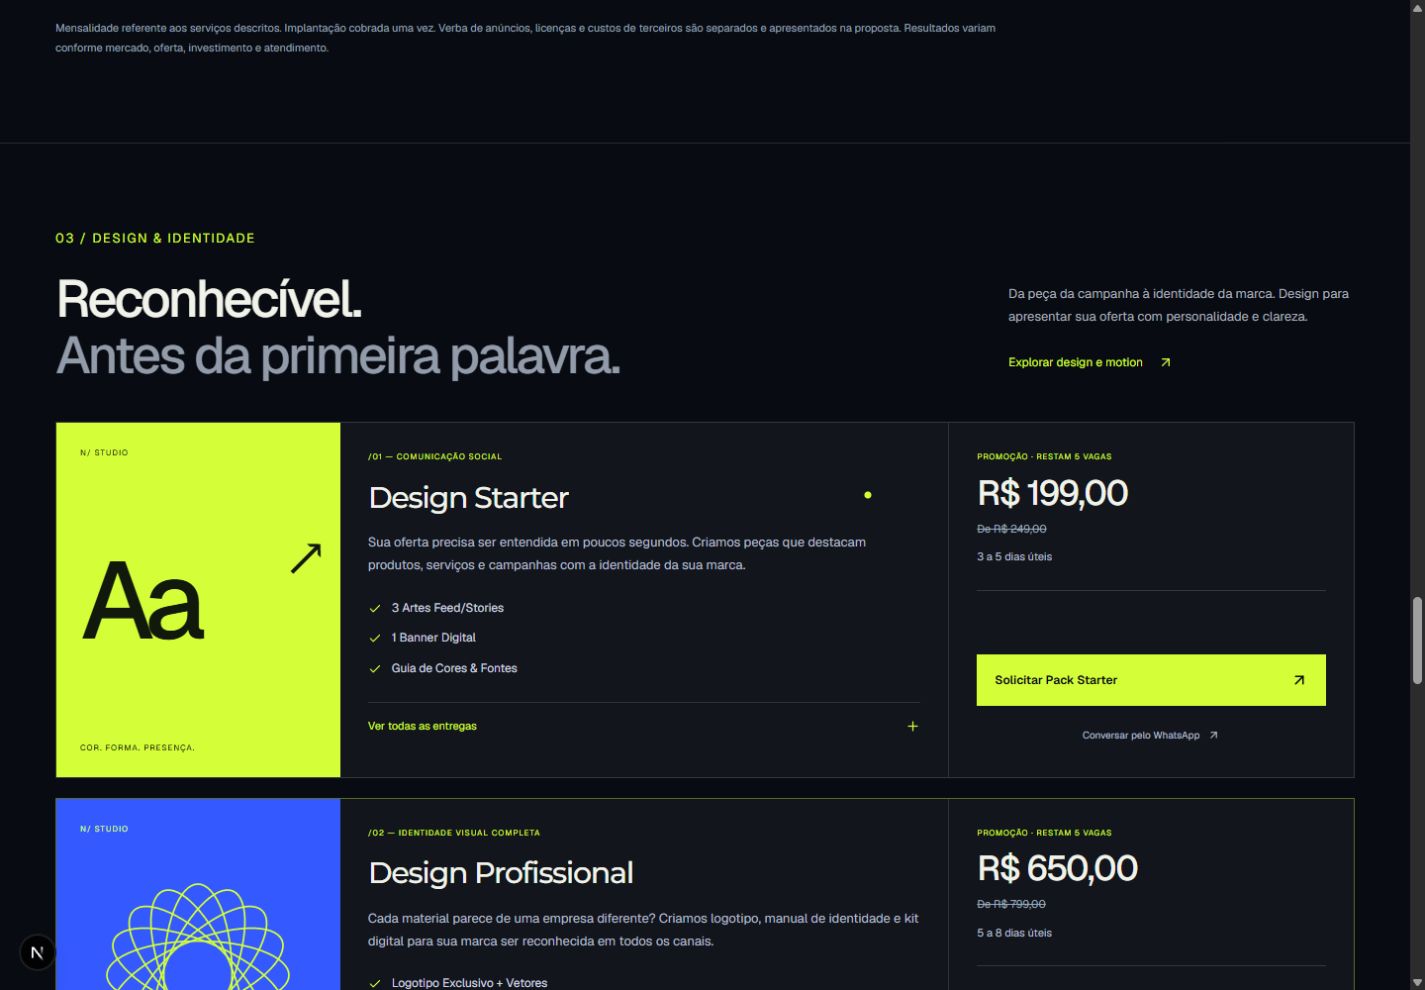 Mensalidade referente aos serviços descritos. Implantação cobrada uma vez. Verba de anúncios, licenças e custos de terceiros são separados e apresentados na proposta. Resultados variam
conforme mercado, oferta, investimento e atendimento.
03 / DESIGN & IDENTIDADE
Reconhecível.
Antes da primeira palavra.
Da peça da campanha à identidade da marca. Design para
apresentar sua oferta com personalidade e clareza.
Explorar design e motion
N/ STUDIO
Aa
COR. FORMA. PRESENÇA.
/01 — COMUNICAÇÃO SOCIAL
Design Starter
Sua oferta precisa ser entendida em poucos segundos. Criamos peças que destacam
produtos, serviços e campanhas com a identidade da sua marca.
3 Artes Feed/Stories
1 Banner Digital
Guia de Cores & Fontes
Ver todas as entregas
PROMOÇÃO · RESTAM 5 VAGAS
R$ 199,00
De R$ 249,00
3 a 5 dias úteis
Solicitar Pack Starter
Conversar pelo WhatsApp
N/ STUDIO
/02 — IDENTIDADE VISUAL COMPLETA
Design Profissional
Cada material parece de uma empresa diferente? Criamos logotipo, manual de identidade e kit
digital para sua marca ser reconhecida em todos os canais.
Logotipo Exclusivo + Vetores
PROMOÇÃO · RESTAM 5 VAGAS
R$ 650,00
De R$ 799,00
5 a 8 dias úteis
N